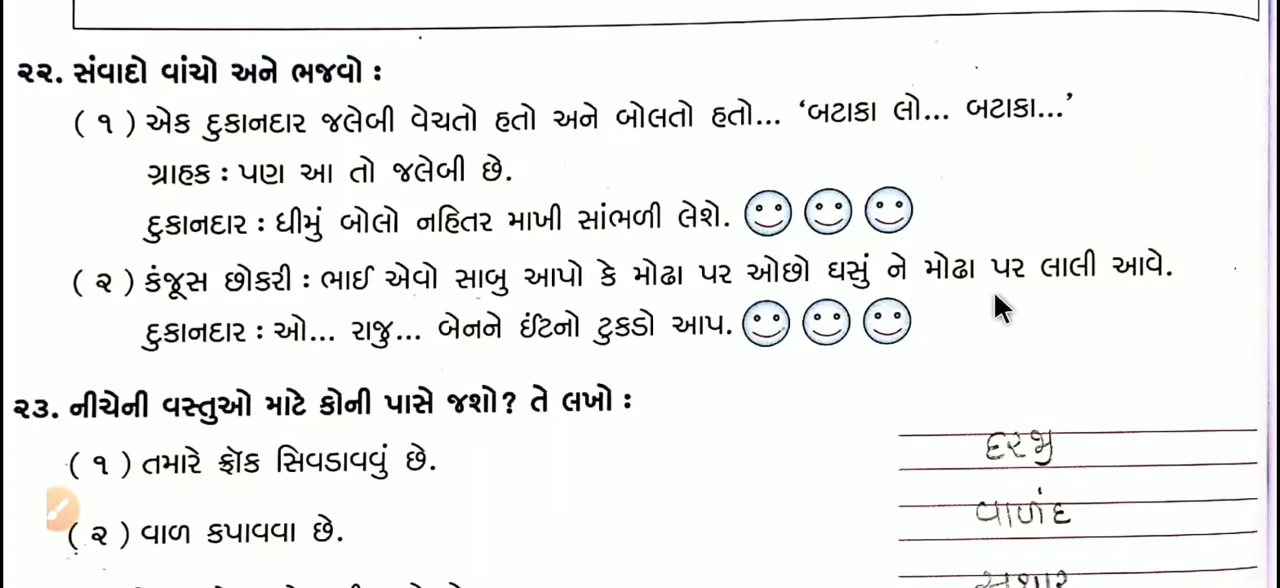 ૨૨. સંવાદો વાંચો અને ભજવો :
( ૧ ) એક દુકાનદાર જલેબી વેચતો હતો અને બોલતો હતો... ‘બટાકા લો... બટાકા...’
ગ્રાહક : પણ આ તો જલેબી છે.
દુકાનદાર : ધીમું બોલો નહિતર માખી સાંભળી લેશે.
( ૨ ) કંજૂસ છોકરી : ભાઈ એવો સાબુ આપો કે મોઢા પર ઓછો ઘસું ને મોઢા પર લાલી આવે.
દુકાનદાર : ઓ... રાજુ... બેનને ઈંટનો ટુકડો આપ.
૨૩. નીચેની વસ્તુઓ માટે કોની પાસે જશો? તે લખો :
( ૧ ) તમારે ફ્રૉક સિવડાવવું છે. દરજી
( ૨ ) વાળ કપાવવા છે. વાળંદ